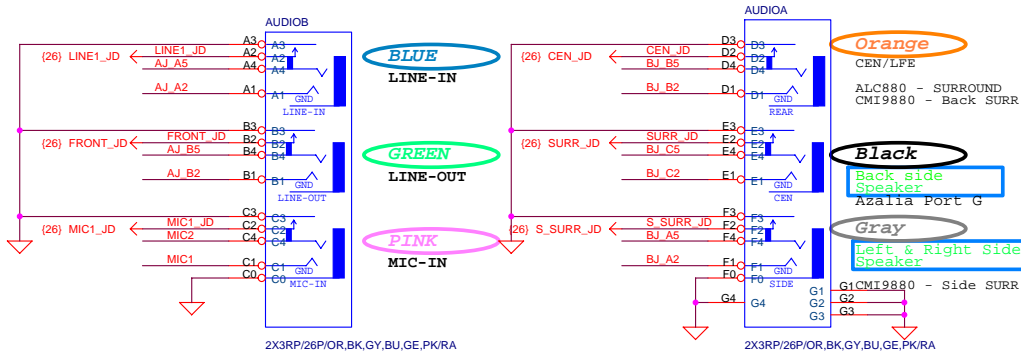 AUDIOB
A3
A3
{26} LINE1_JD
LINE1_JD
A2
A2
AJ_A5
A4
A4
AJ_A2
A1
A1
GND
LINE-IN
BLUE
LINE-IN
B3
B3
{26} FRONT_JD
FRONT_JD
B2
B2
AJ_B5
B4
B4
AJ_B2
B1
B1
GND
LINE-OUT
GREEN
LINE-OUT
C3
C3
{26} MIC1_JD
MIC1_JD
C2
C2
MIC2
C4
C4
MIC1
C1
C1
C0
C0
GND
MIC-IN
PINK
MIC-IN
2X3RP/26P/OR,BK,GY,BU,GE,PK/RA
AUDIOA
D3
D3
{26} CEN_JD
CEN_JD
D2
D2
BJ_B5
D4
D4
BJ_B2
D1
D1
GND
REAR
Orange
CEN/LFE
ALC880 - SURROUND
CMI9880 - Back SURR
E3
E3
{26} SURR_JD
SURR_JD
E2
E2
BJ_C5
E4
E4
BJ_C2
E1
E1
GND
CEN
Black
Back side
Speaker
Azalia Port G
F3
F3
{26} S_SURR_JD
S_SURR_JD
F2
F2
BJ_A5
F4
F4
BJ_A2
F1
F1
F0
F0
GND
SIDE
Gray
Left & Right Side
Speaker
CMI9880 - Side SURR
G4
G4
G1
G1
G2
G2
G3
G3
2X3RP/26P/OR,BK,GY,BU,GE,PK/RA